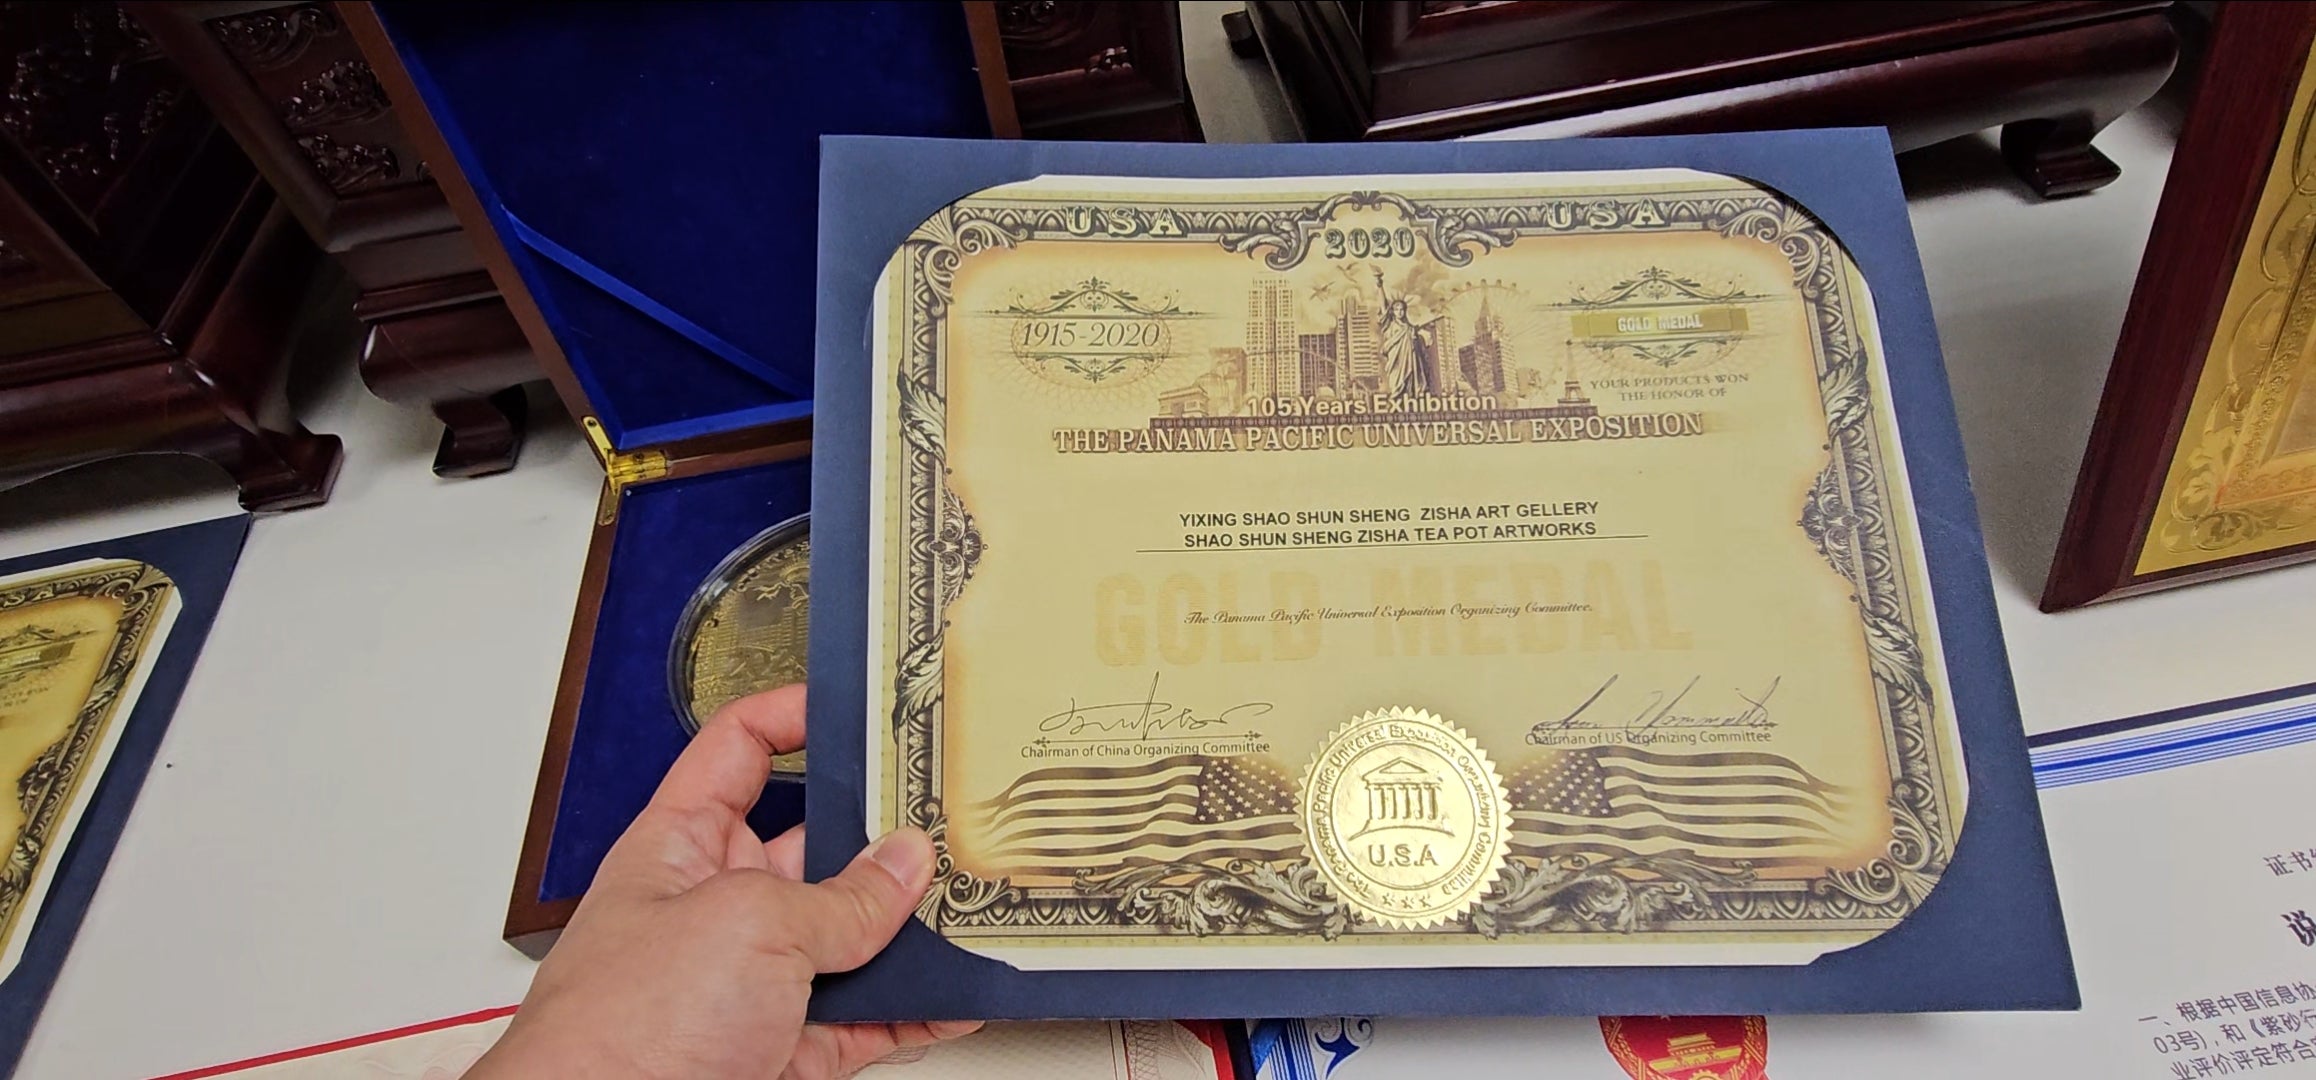 USA USA
2020
1915-2020
GOLD MEDAL
YOUR PRODUCTS WON
THE HONOR OF
105 Years Exhibition
THE PANAMA PACIFIC UNIVERSAL EXPOSITION
YIXING SHAO SHUN SHENG ZISHA ART GELLERY
SHAO SHUN SHENG ZISHA TEA POT ARTWORKS
GOLD MEDAL
The Panama Pacific Universal Exposition Organizing Committee.
Chairman of China Organizing Committee
Chairman of US Organizing Committee
U.S.A
证书
说
一、根据中国信息协
03号），和《紫砂行
业评价评定符合